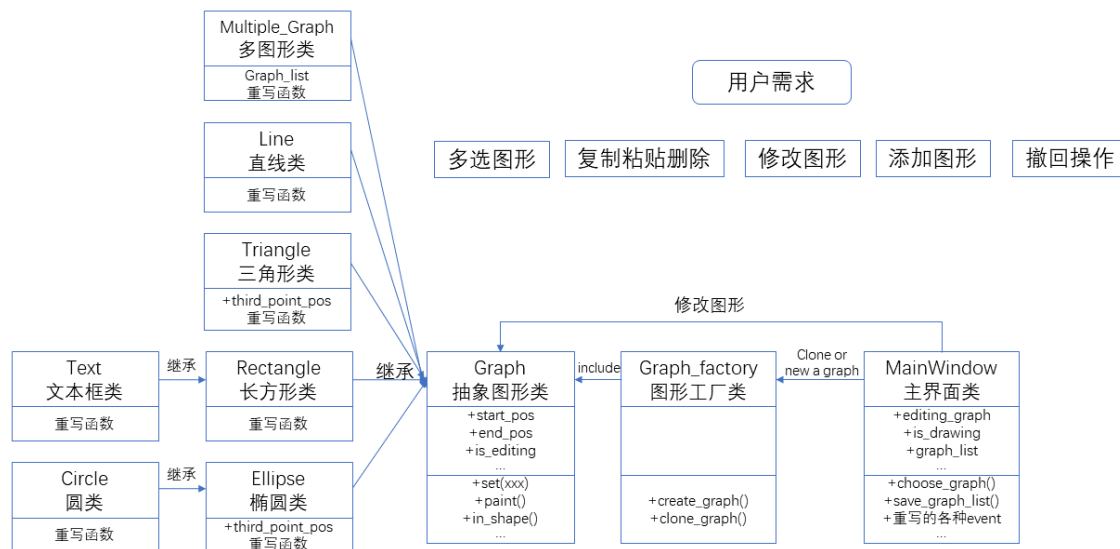 Multiple_Graph
多图形类
Graph_list
重写函数
用户需求
Line
直线类
重写函数
多选图形
复制粘贴删除
修改图形
添加图形
撤回操作
Triangle
三角形类
+third_point_pos
重写函数
修改图形
Text
文本框类
重写函数
继承
Rectangle
长方形类
重写函数
继承
Graph
抽象图形类
+start_pos
+end_pos
+is_editing
...
+set(xxx)
+paint()
+in_shape()
...
include
Graph_factory
图形工厂类
+create_graph()
+clone_graph()
Clone or
new a graph
MainWindow
主界面类
+editing_graph
+is_drawing
+graph_list
...
+choose_graph()
+save_graph_list()
+重写的各种event
...
Circle
圆类
重写函数
继承
Ellipse
椭圆类
+third_point_pos
重写函数